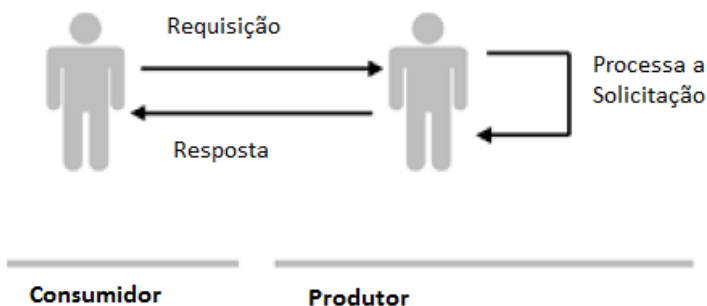 Requisição
Processa a
Solicitação
Resposta
Consumidor
Produtor